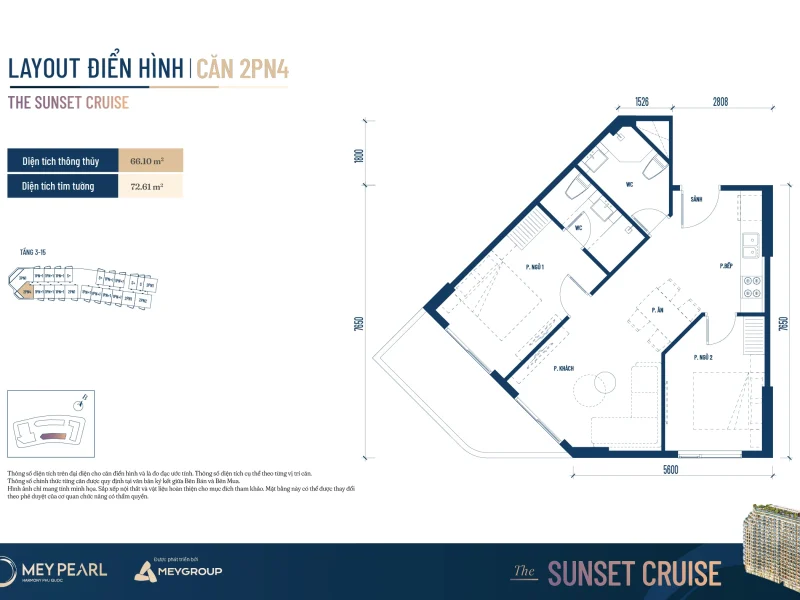 LAYOUT ĐIỂN HÌNH | CĂN 2PN4
THE SUNSET CRUISE
Diện tích thông thủy 66.10 m²
Diện tích tim tường 72.61 m²
TẦNG 3-15
1526 2808
1800
7650
7650
5600
WC
SẢNH
WC
P. NGỦ 1
P.BẾP
P. ĂN
P. KHÁCH
P. NGỦ 2
Thông số diện tích trên đại diện cho căn điển hình và là đo đạc ước tính. Thông số diện tích cụ thể theo từng vị trí căn.
Thông số chính thức từng căn được quy định tại văn bản ký kết giữa Bên Bán và Bên Mua.
Hình ảnh chỉ mang tính minh họa. Sắp xếp nội thất và vật liệu hoàn thiện cho mục đích tham khảo. Mặt bằng này có thể được thay đổi
theo phê duyệt của cơ quan chức năng có thẩm quyền.
MEY PEARL
HARMONY PHU QUOC
Được phát triển bởi
MEYGROUP
The SUNSET CRUISE